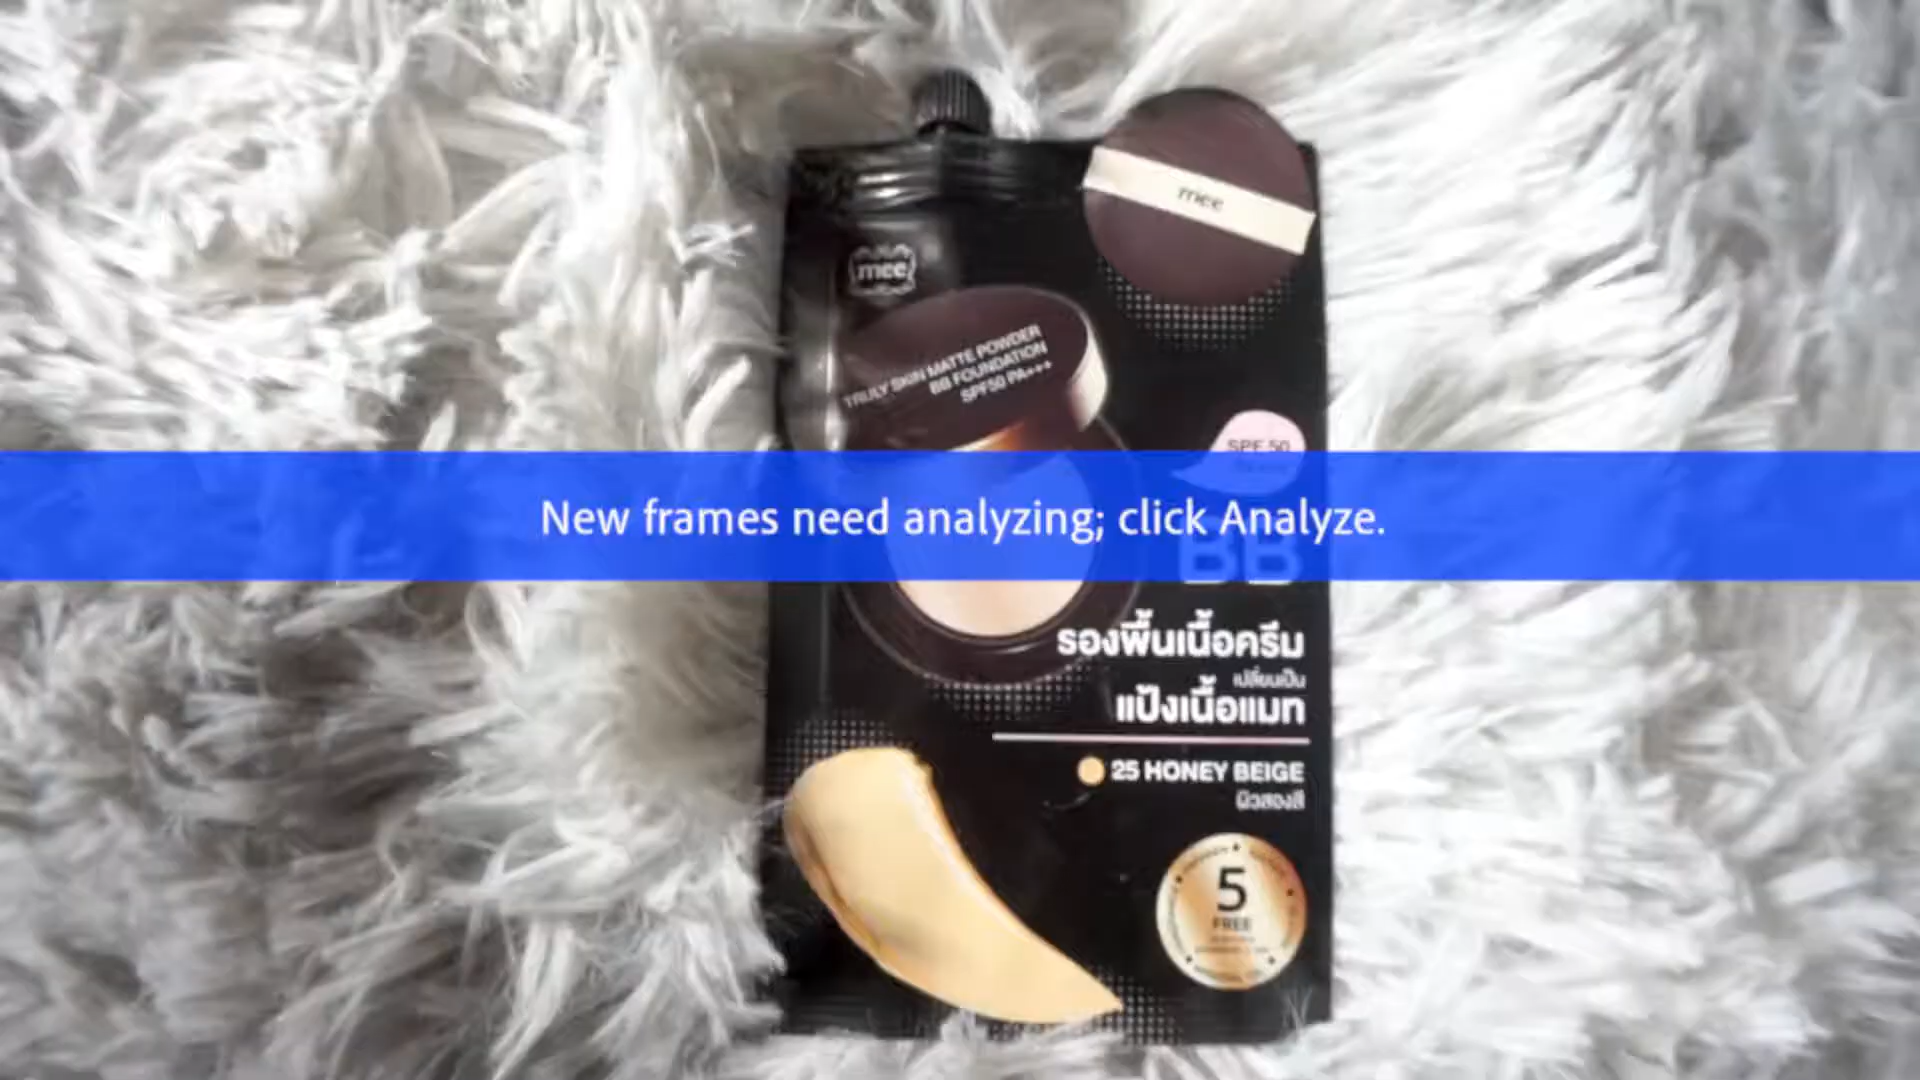 mee
mee
TRULY SKIN MATTE POWDER
BB FOUNDATION
SPF50 PA+++
SPF 50
New frames need analyzing; click Analyze.
BB
รองพื้นเนื้อครีม
เปลี่ยนเป็น
แป้งเนื้อแมท
25 HONEY BEIGE
ผิวสองสี
5
FREE